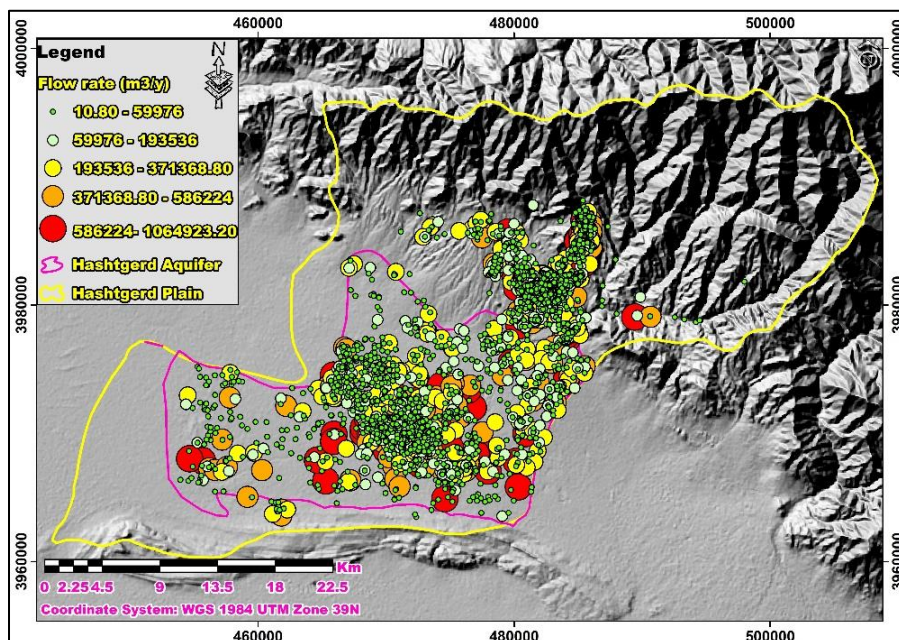 460000 480000 500000
4000000
4000000
Legend
N
Flow rate (m3/y)
10.80 - 59976
59976 - 193536
193536 - 371368.80
371368.80 - 586224
586224- 1064923.20
Hashtgerd Aquifer
Hashtgerd Plain
3980000
3980000
3960000
3960000
Km
0 2.25 4.5 9 13.5 18 22.5
Coordinate System: WGS 1984 UTM Zone 39N
460000 480000 500000